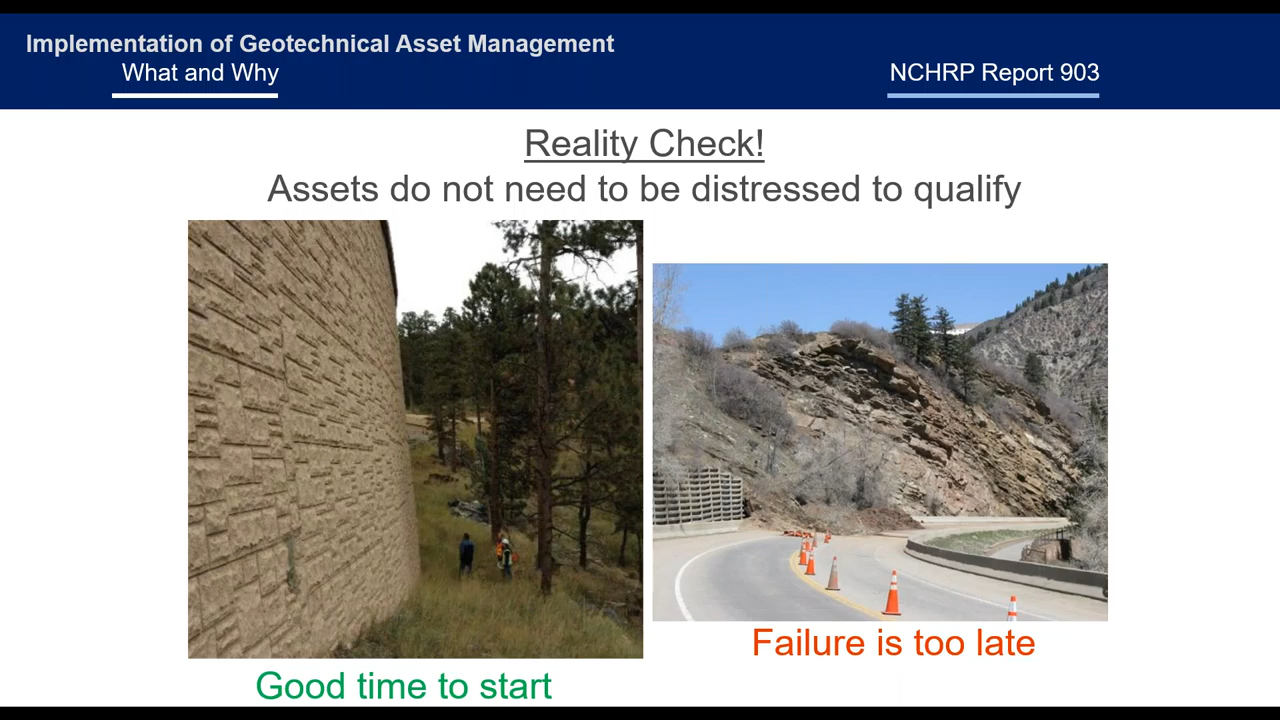 Implementation of Geotechnical Asset Management
What and Why
NCHRP Report 903
Reality Check!
Assets do not need to be distressed to qualify
Failure is too late
Good time to start